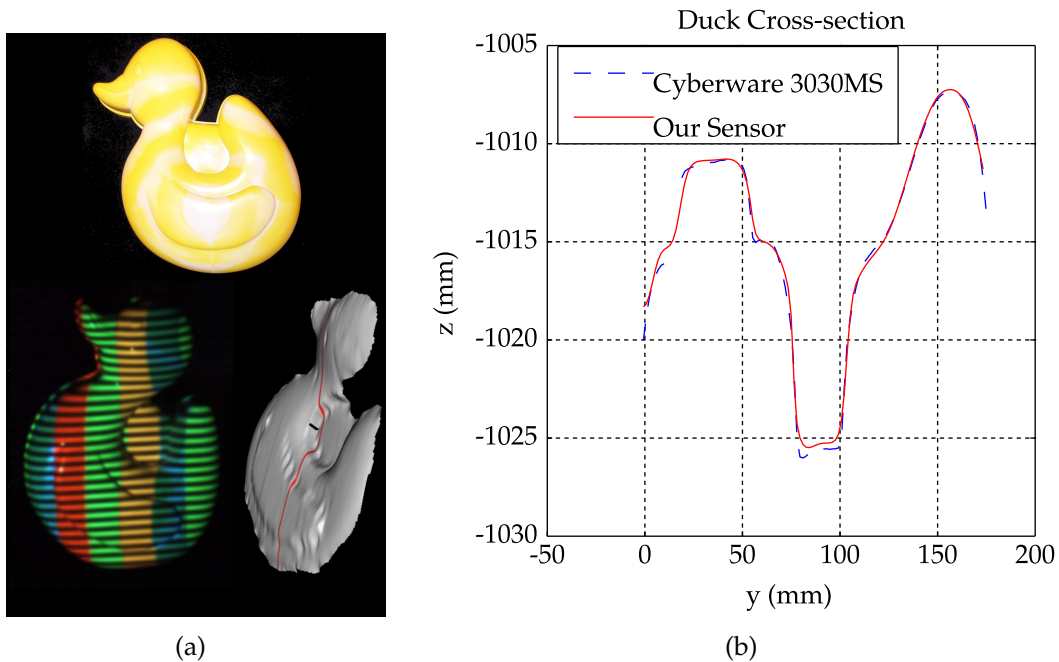 Duck Cross-section
-1005
-1010
-1015
-1020
-1025
-1030
z (mm)
Cyberware 3030MS
Our Sensor
-50 0 50 100 150 200
y (mm)
(a) (b)